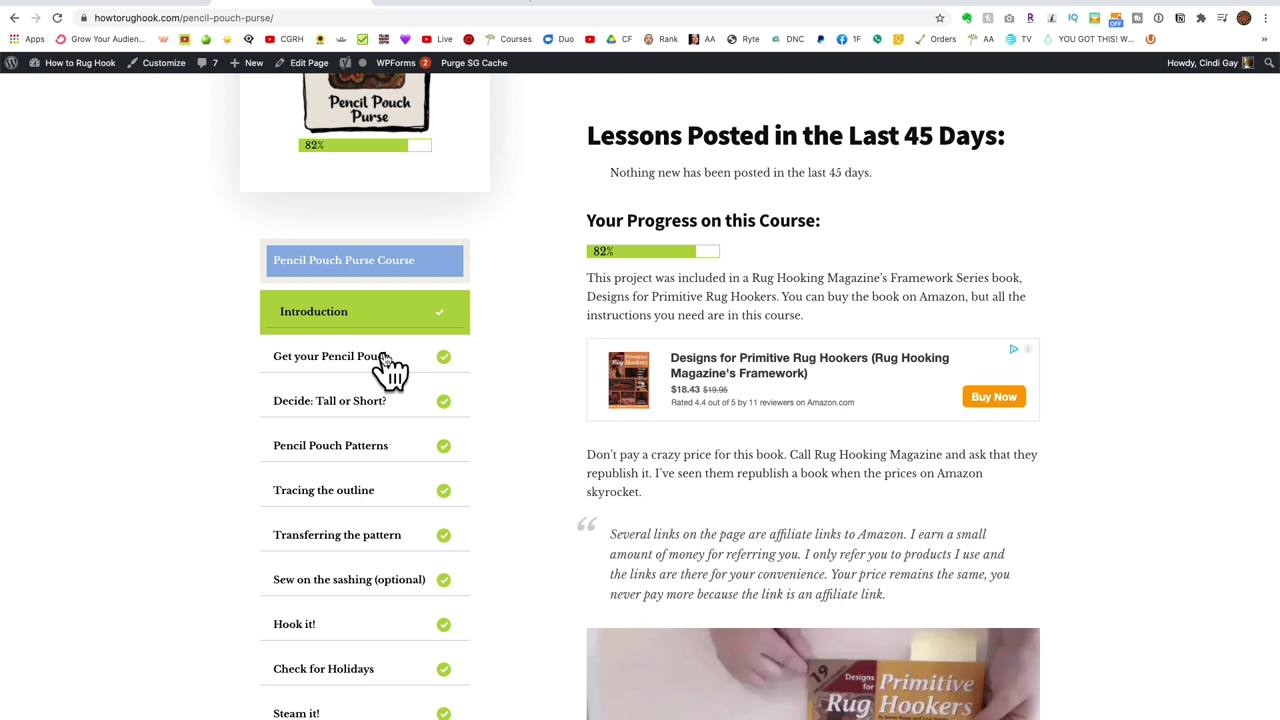 howtorughook.com/pencil-pouch-purse/
Apps
Grow Your Audien...
CGRH
Live
Courses
Duo
CF
Rank
AA
Ryte
DNC
1F
Orders
AA
TV
YOU GOT THIS! W...
»
How to Rug Hook
Customize
7
New
Edit Page
WPForms 2
Purge SG Cache
Howdy, Cindi Gay
Pencil Pouch
Purse
82%
Pencil Pouch Purse Course
Introduction
Get your Pencil Pouch
Decide: Tall or Short?
Pencil Pouch Patterns
Tracing the outline
Transferring the pattern
Sew on the sashing (optional)
Hook it!
Check for Holidays
Steam it!
Lessons Posted in the Last 45 Days:
Nothing new has been posted in the last 45 days.
Your Progress on this Course:
82%
This project was included in a Rug Hooking Magazine's Framework Series book,
Designs for Primitive Rug Hookers. You can buy the book on Amazon, but all the
instructions you need are in this course.
Designs for Primitive Rug Hookers (Rug Hooking
Magazine's Framework)
$18.43 $19.95
Rated 4.4 out of 5 by 11 reviewers on Amazon.com
Buy Now
Don't pay a crazy price for this book. Call Rug Hooking Magazine and ask that they
republish it. I've seen them republish a book when the prices on Amazon
skyrocket.
Several links on the page are affiliate links to Amazon. I earn a small
amount of money for referring you. I only refer you to products I use and
the links are there for your convenience. Your price remains the same, you
never pay more because the link is an affiliate link.
19
Designs
for
Primitive
Rug Hookers